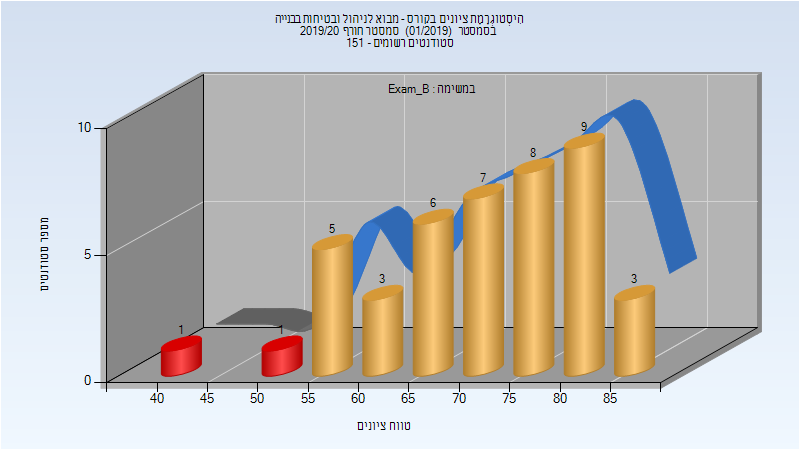 הִיסְטוֹגְרָמַת ציונים בקורס - מבוא לניהול ובטיחות בבנייה
בסמסטר (01/2019) סמסטר חורף 2019/20
סטודנטים רשומים - 151
במשימה : Exam_B
מספר סטודנטים
10
5
0
1
1
5
3
6
7
8
9
3
40 45 50 55 60 65 70 75 80 85
טווח ציונים